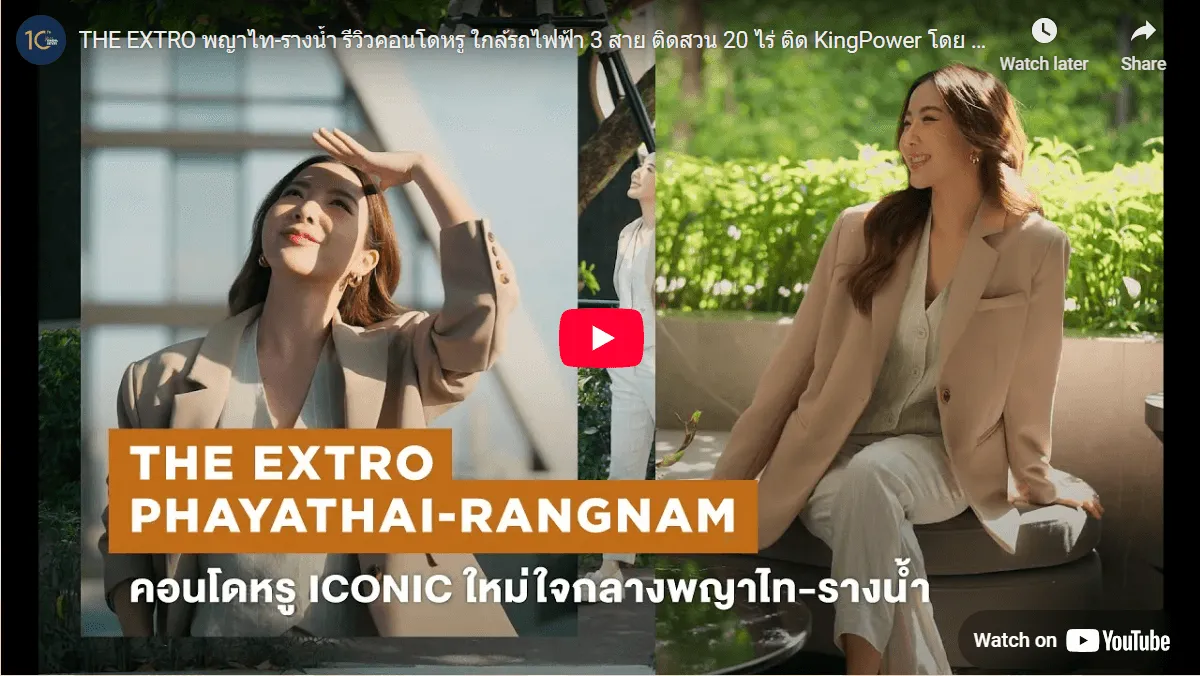 10
THE EXTRO พญาไท-รางน้ำ รีวิวคอนโดหรู ใกล้รถไฟฟ้า 3 สาย ติดสวน 20 ไร่ ติด KingPower โดย ...
Watch later
Share
THE EXTRO
PHAYATHAI-RANGNAM
คอนโดหรู ICONIC ใหม่ใจกลางพญาไท-รางน้ำ
Watch on YouTube